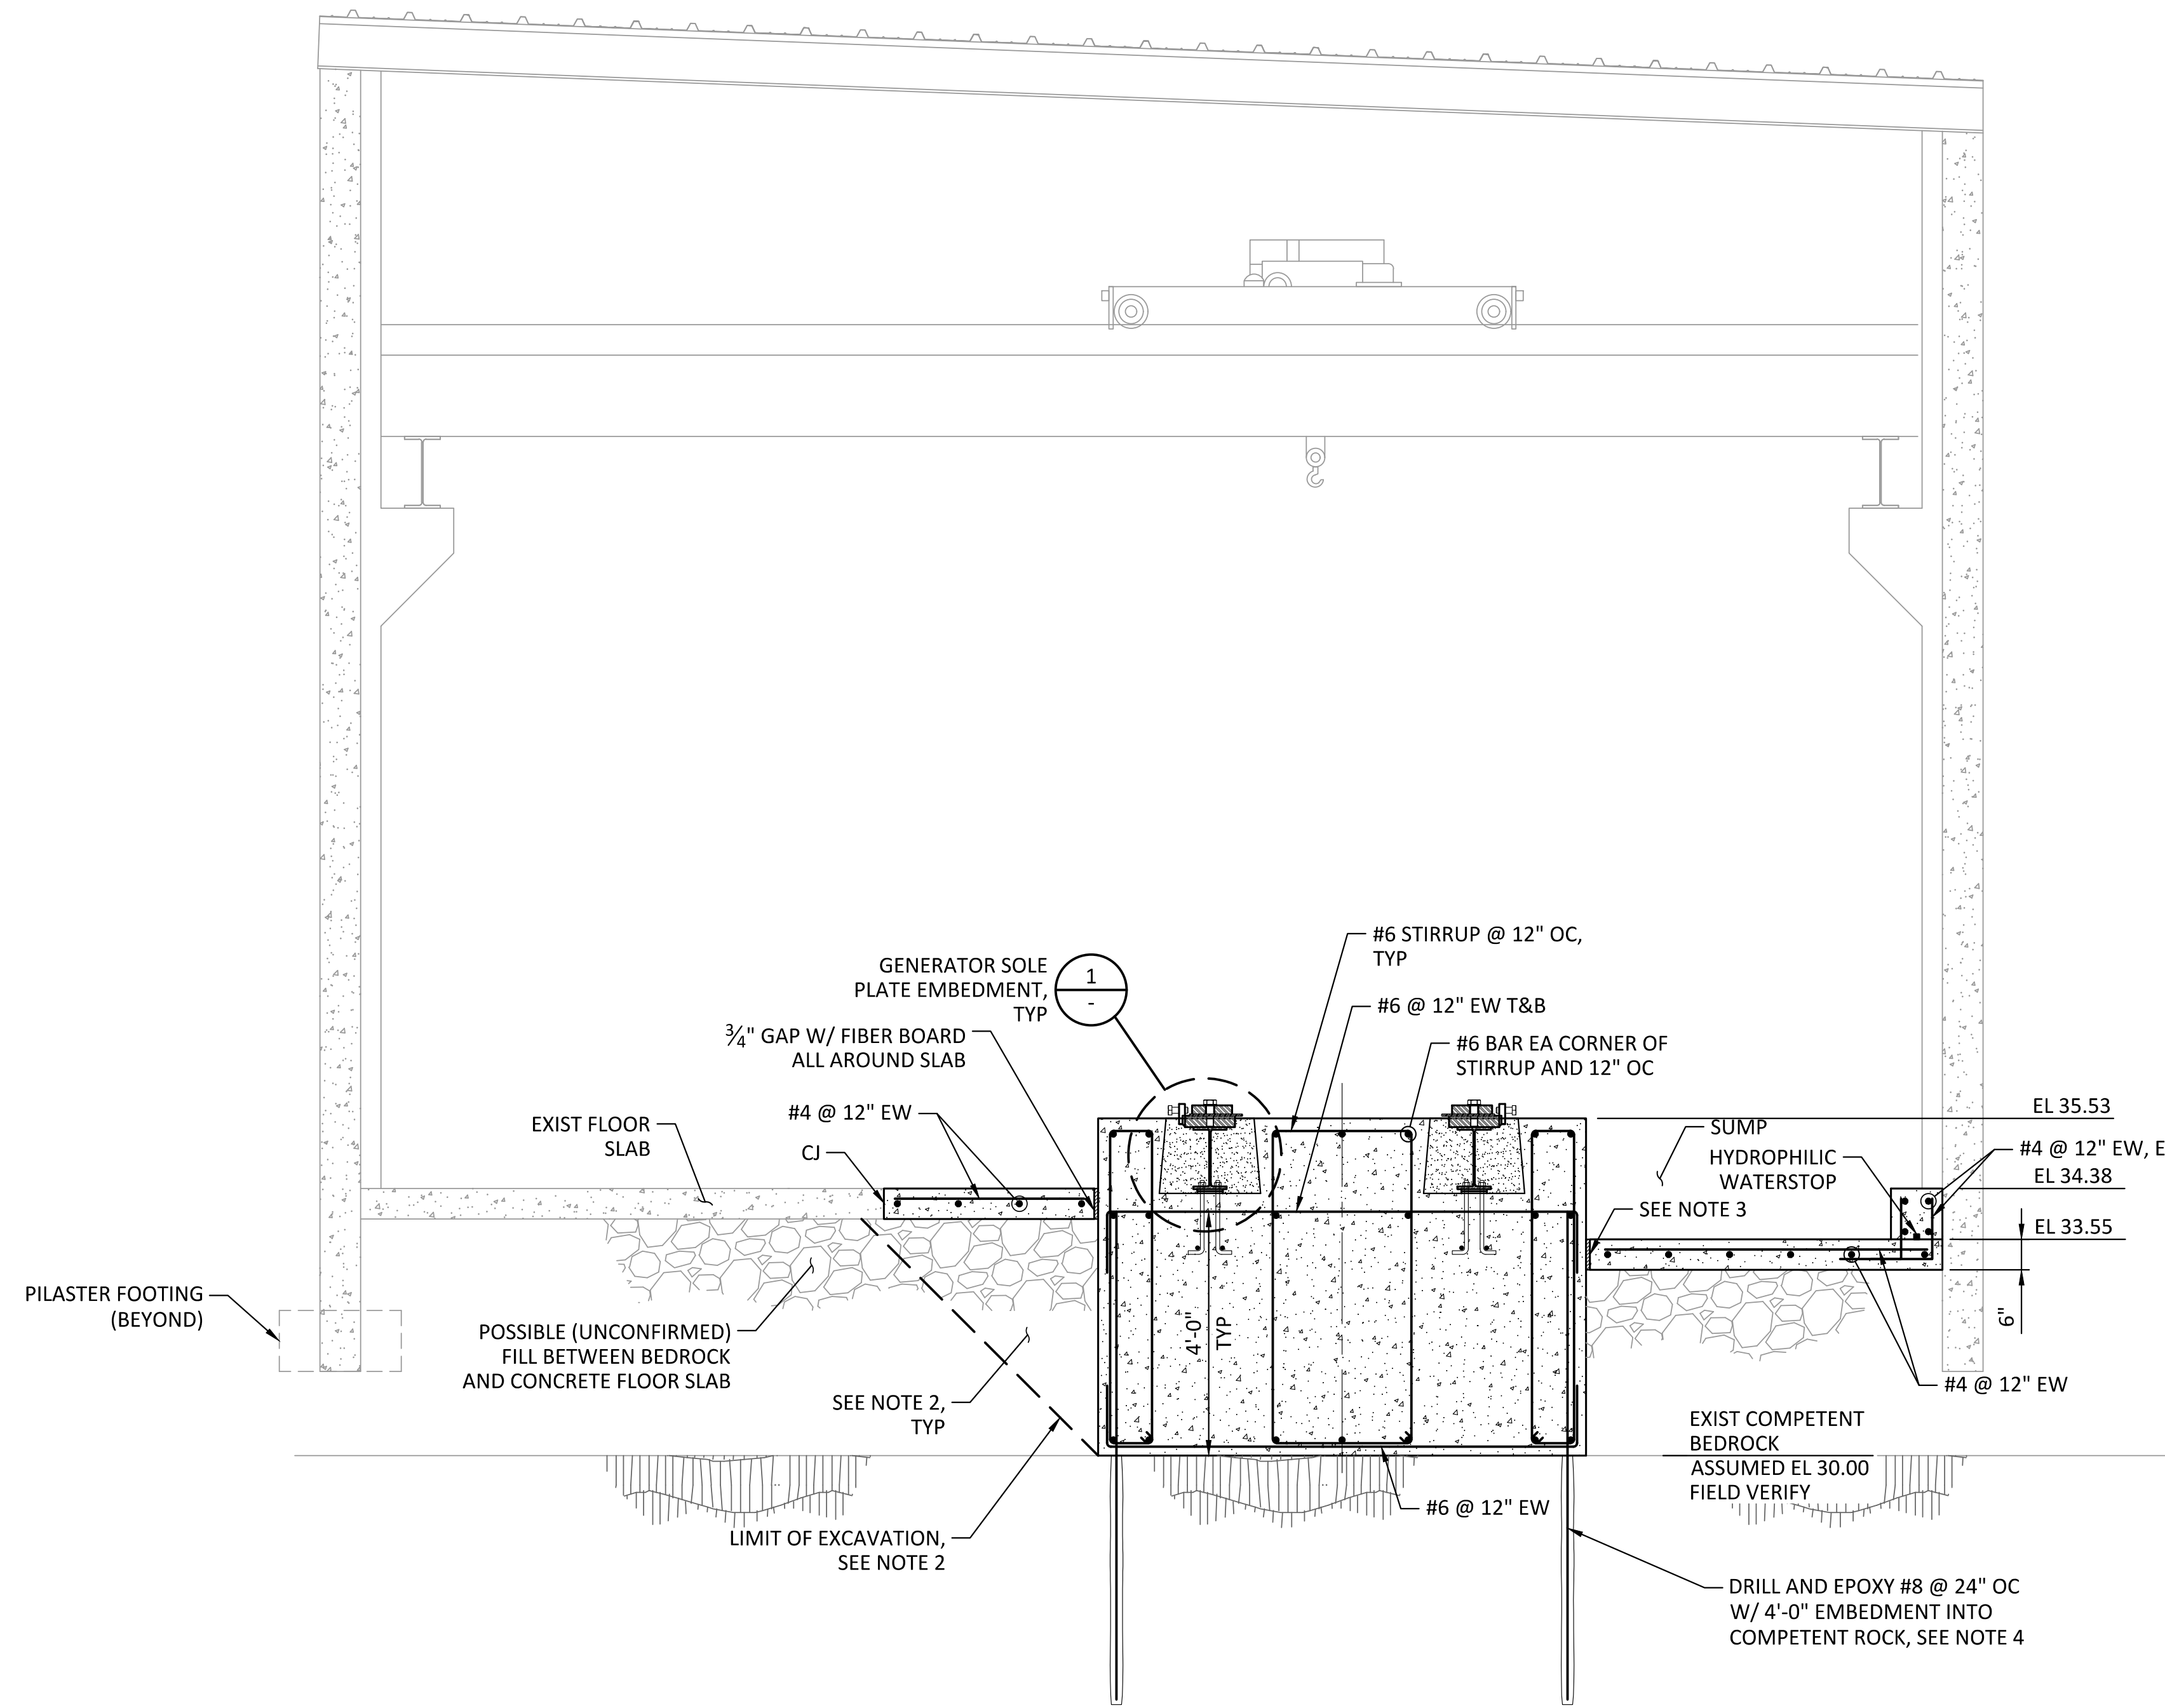 #6 STIRRUP @ 12" OC,
TYP
GENERATOR SOLE
PLATE EMBEDMENT,
TYP
1
-
#6 @ 12" EW T&B
¾" GAP W/ FIBER BOARD
ALL AROUND SLAB
#6 BAR EA CORNER OF
STIRRUP AND 12" OC
#4 @ 12" EW
EXIST FLOOR
SLAB
CJ
EL 35.53
SUMP
#4 @ 12" EW, E
HYDROPHILIC
WATERSTOP
EL 34.38
SEE NOTE 3
EL 33.55
PILASTER FOOTING
(BEYOND)
6"
4'-0"
TYP
POSSIBLE (UNCONFIRMED)
FILL BETWEEN BEDROCK
AND CONCRETE FLOOR SLAB
#4 @ 12" EW
SEE NOTE 2,
TYP
EXIST COMPETENT
BEDROCK
ASSUMED EL 30.00
FIELD VERIFY
#6 @ 12" EW
LIMIT OF EXCAVATION,
SEE NOTE 2
DRILL AND EPOXY #8 @ 24" OC
W/ 4'-0" EMBEDMENT INTO
COMPETENT ROCK, SEE NOTE 4